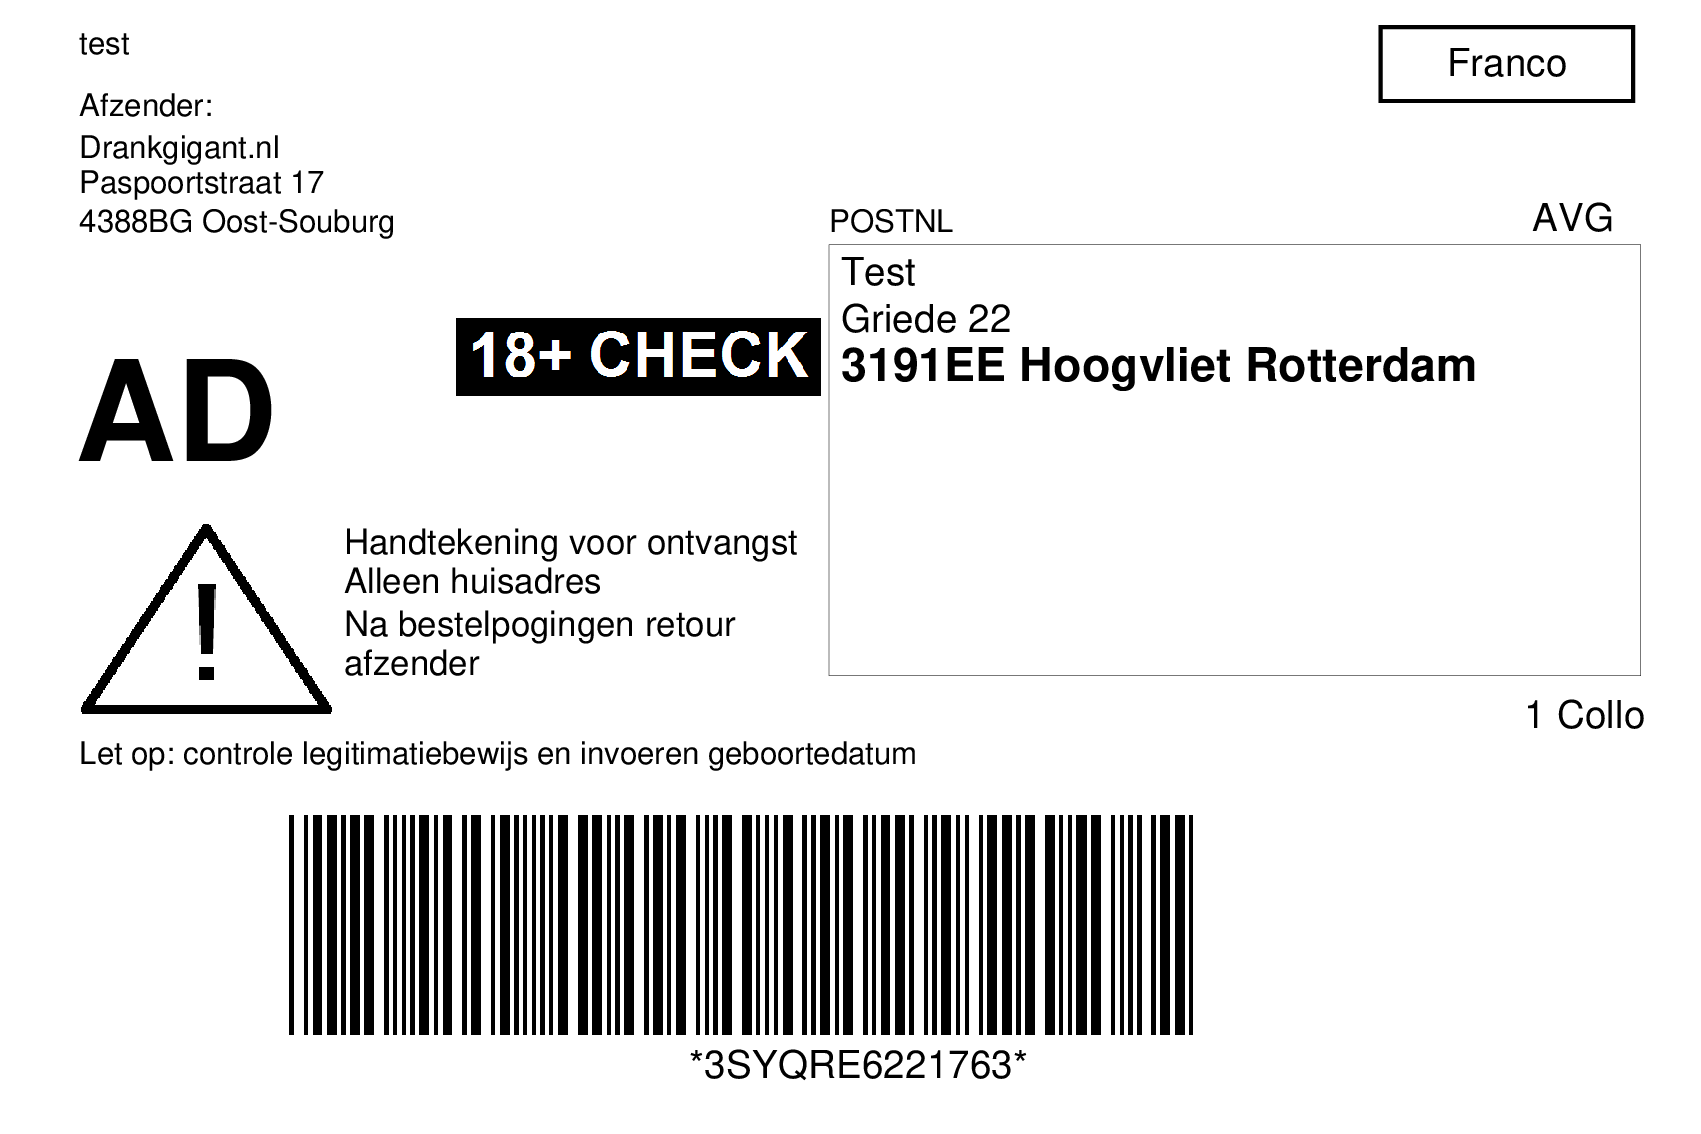 test
Franco
Afzender:
Drankgigant.nl
Paspoortstraat 17
4388BG Oost-Souburg
POSTNL
AVG
Test
Griede 22
3191EE Hoogvliet Rotterdam
18+ CHECK
AD
!
Handtekening voor ontvangst
Alleen huisadres
Na bestelpogingen retour
afzender
1 Collo
Let op: controle legitimatiebewijs en invoeren geboortedatum
*3SYQRE6221763*